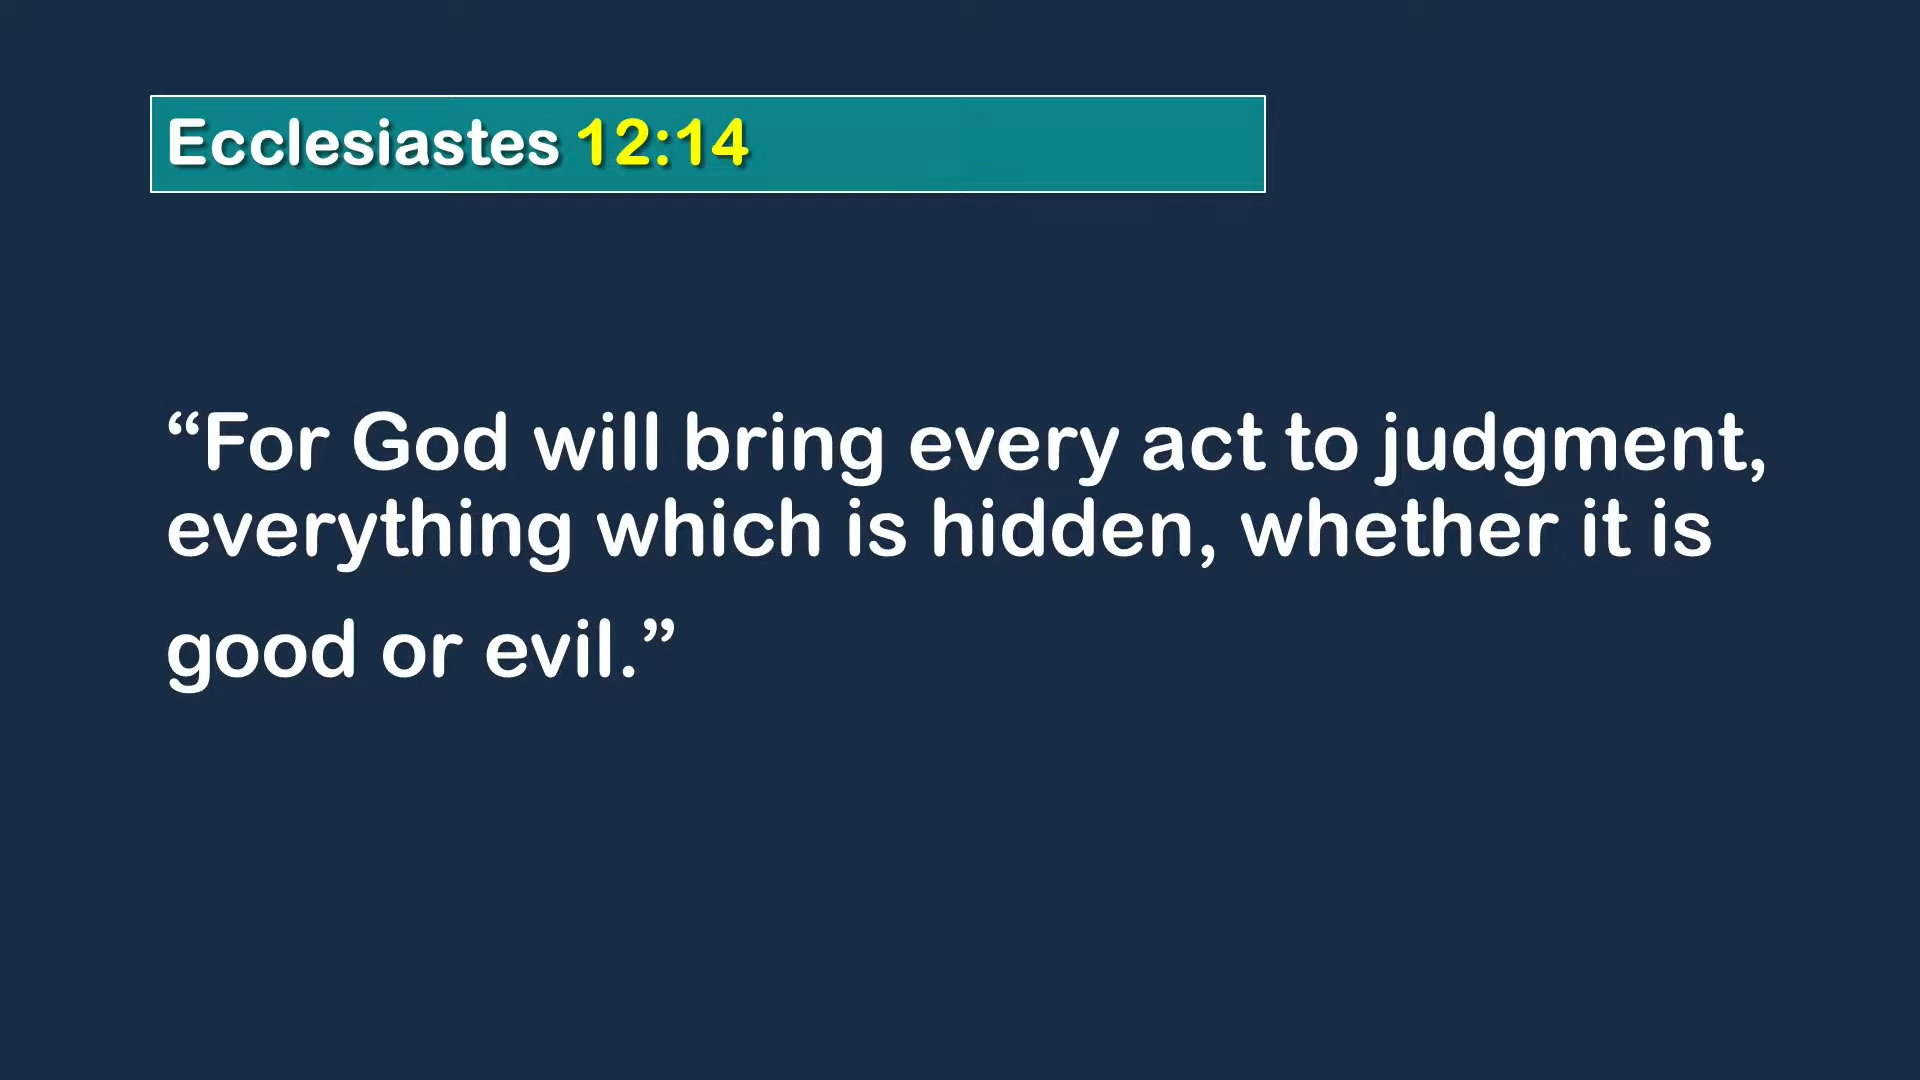 Ecclesiastes 12:14
“For God will bring every act to judgment,
everything which is hidden, whether it is
good or evil.”